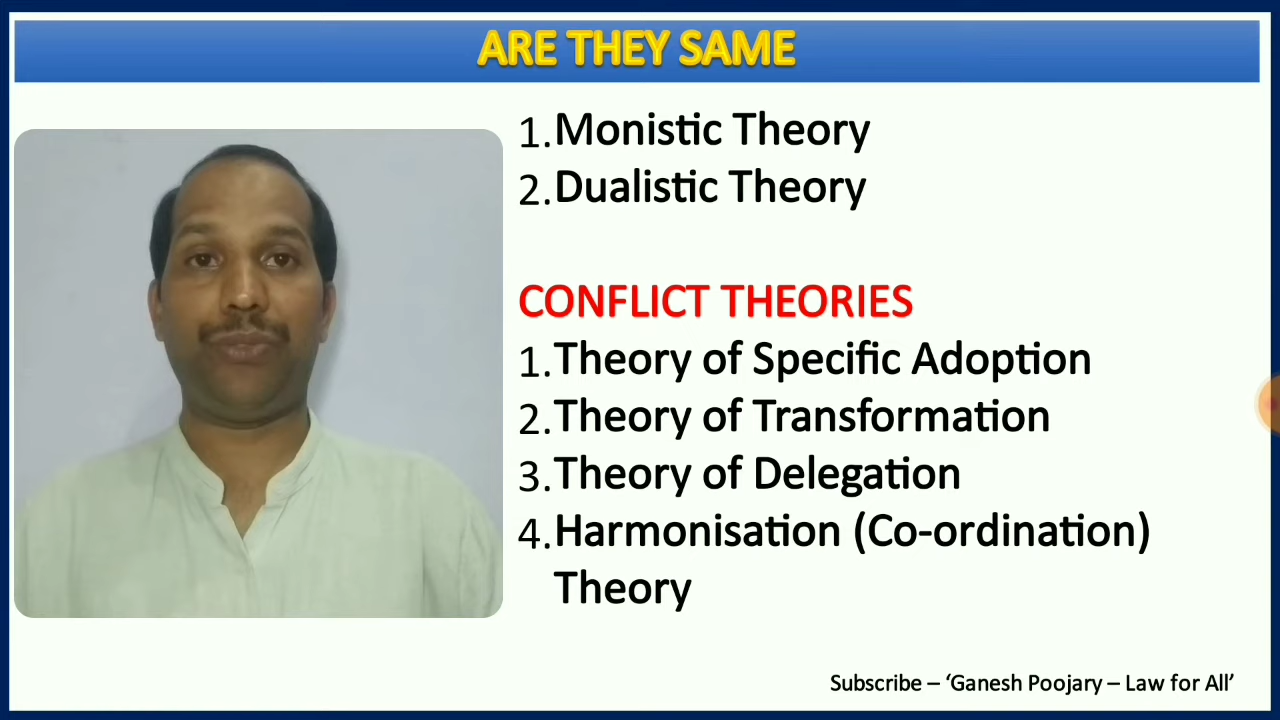 ARE THEY SAME
1. Monistic Theory
2. Dualistic Theory
CONFLICT THEORIES
1. Theory of Specific Adoption
2. Theory of Transformation
3. Theory of Delegation
4. Harmonisation (Co-ordination)
Theory
Subscribe – ‘Ganesh Poojary – Law for All’